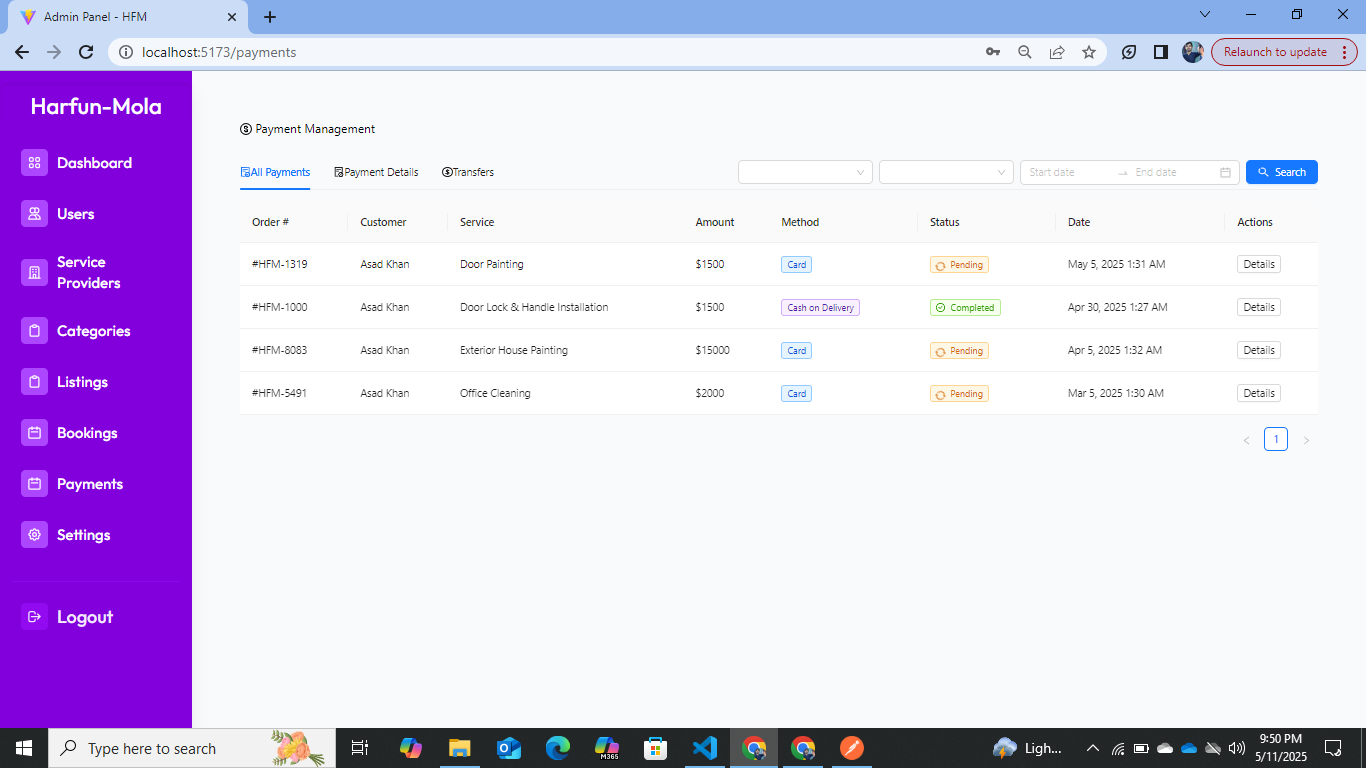 Admin Panel - HFM
localhost:5173/payments
Relaunch to update
Harfun-Mola
Dashboard
Users
Service
Providers
Categories
Listings
Bookings
Payments
Settings
Logout
Payment Management
All Payments Payment Details Transfers Start date End date Search
Order # Customer Service Amount Method Status Date Actions
#HFM-1319 Asad Khan Door Painting $1500 Card Pending May 5, 2025 1:31 AM Details
#HFM-1000 Asad Khan Door Lock & Handle Installation $1500 Cash on Delivery Completed Apr 30, 2025 1:27 AM Details
#HFM-8083 Asad Khan Exterior House Painting $15000 Card Pending Apr 5, 2025 1:32 AM Details
#HFM-5491 Asad Khan Office Cleaning $2000 Card Pending Mar 5, 2025 1:30 AM Details
1
Type here to search
M365
Ligh...
9:50 PM
5/11/2025